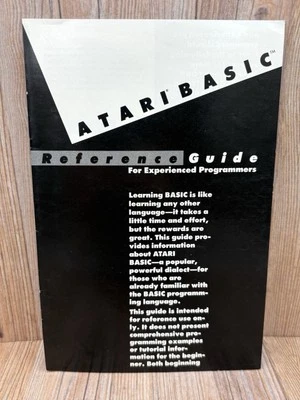 ATARI® BASIC™
Reference Guide
For Experienced Programmers
Learning BASIC is like
learning any other
language—it takes a
little time and effort,
but the rewards are
great. This guide pro-
vides information
about ATARI
BASIC—a popular,
powerful dialect—for
those who are
already familiar with
the BASIC programm-
ing language.
This guide is intended
for reference use on-
ly. It does not present
comprehensive pro-
gramming examples
or tutorial infor-
mation for the begin-
ner. Both beginning